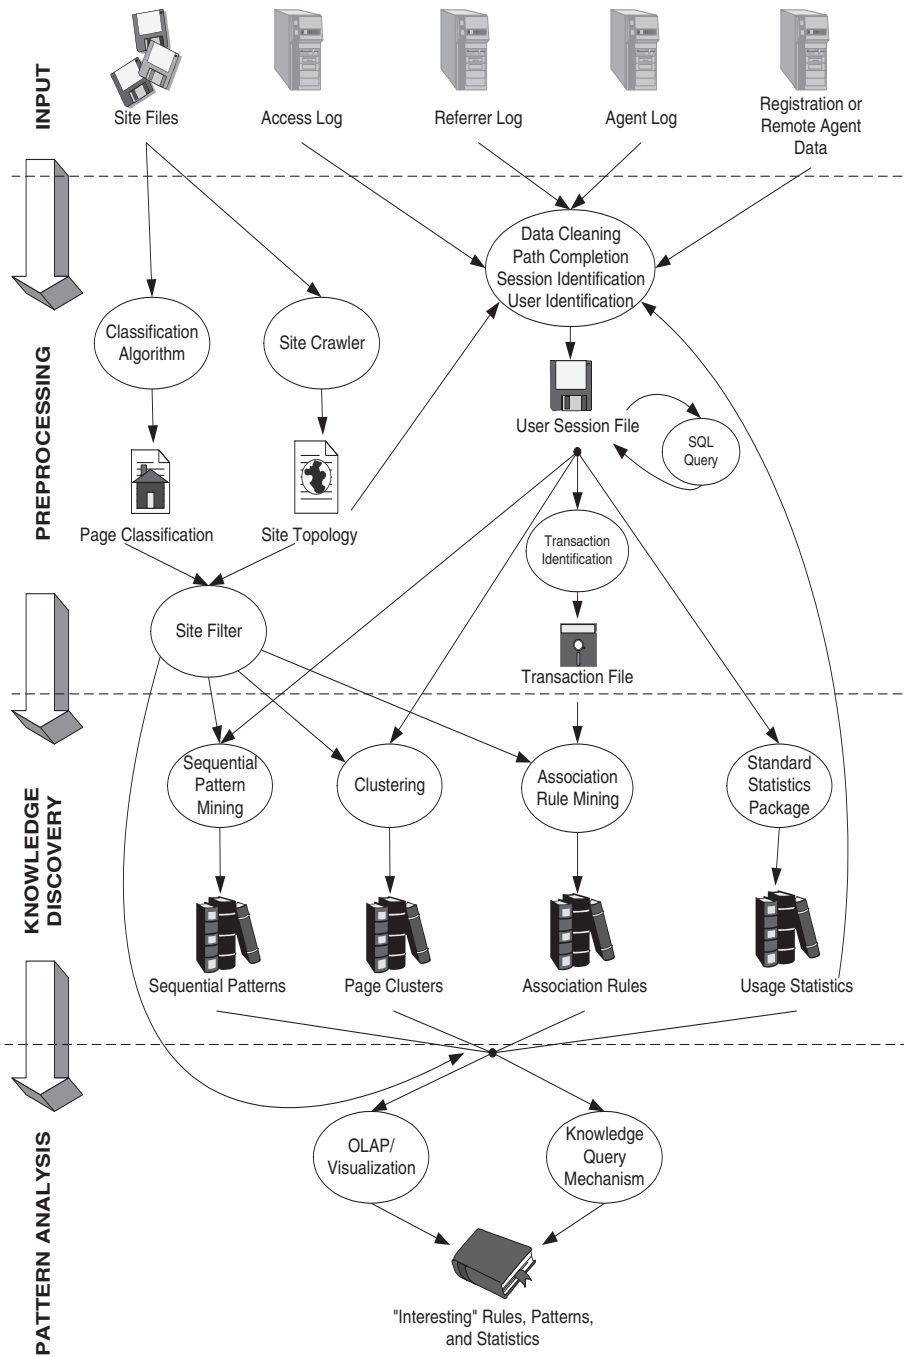 INPUT
Site Files
Access Log
Referrer Log
Agent Log
Registration or
Remote Agent
Data
PREPROCESSING
Data Cleaning
Path Completion
Session Identification
User Identification
Classification
Algorithm
Site Crawler
User Session File
SQL
Query
Page Classification
Site Topology
Transaction
Identification
Site Filter
Transaction File
KNOWLEDGE
DISCOVERY
Sequential
Pattern
Mining
Clustering
Association
Rule Mining
Standard
Statistics
Package
Sequential Patterns
Page Clusters
Association Rules
Usage Statistics
PATTERN ANALYSIS
OLAP/
Visualization
Knowledge
Query
Mechanism
"Interesting" Rules, Patterns,
and Statistics